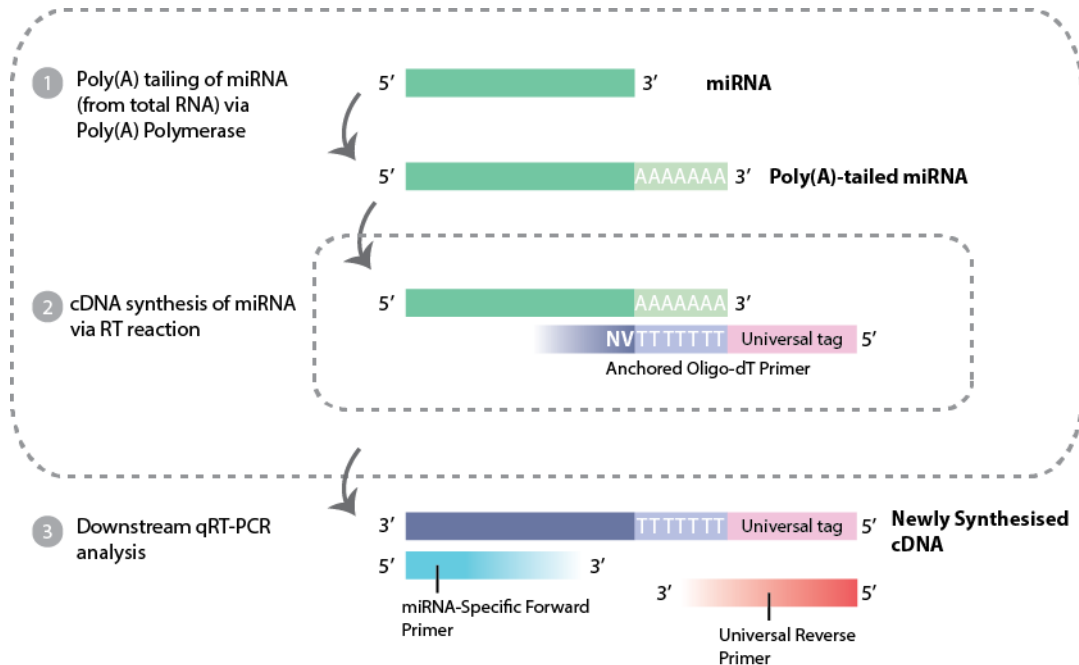 1
Poly(A) tailing of miRNA
(from total RNA) via
Poly(A) Polymerase
5’ 3’ miRNA
5’ AAAAAAA 3’ Poly(A)-tailed miRNA
2
cDNA synthesis of miRNA
via RT reaction
5’ AAAAAAA 3’
NVTTTTTTT Universal tag 5’
Anchored Oligo-dT Primer
3
Downstream qRT-PCR
analysis
3’ TTTTTTT Universal tag 5’
Newly Synthesised
cDNA
5’ 3’
miRNA-Specific Forward
Primer
3’ 5’
Universal Reverse
Primer